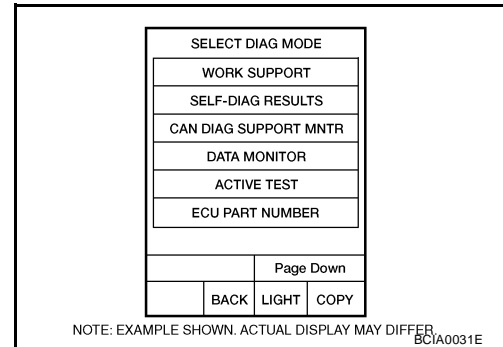 SELECT DIAG MODE
WORK SUPPORT
SELF-DIAG RESULTS
CAN DIAG SUPPORT MNTR
DATA MONITOR
ACTIVE TEST
ECU PART NUMBER
Page Down
BACK LIGHT COPY
NOTE: EXAMPLE SHOWN. ACTUAL DISPLAY MAY DIFFER.
BCIA0031E